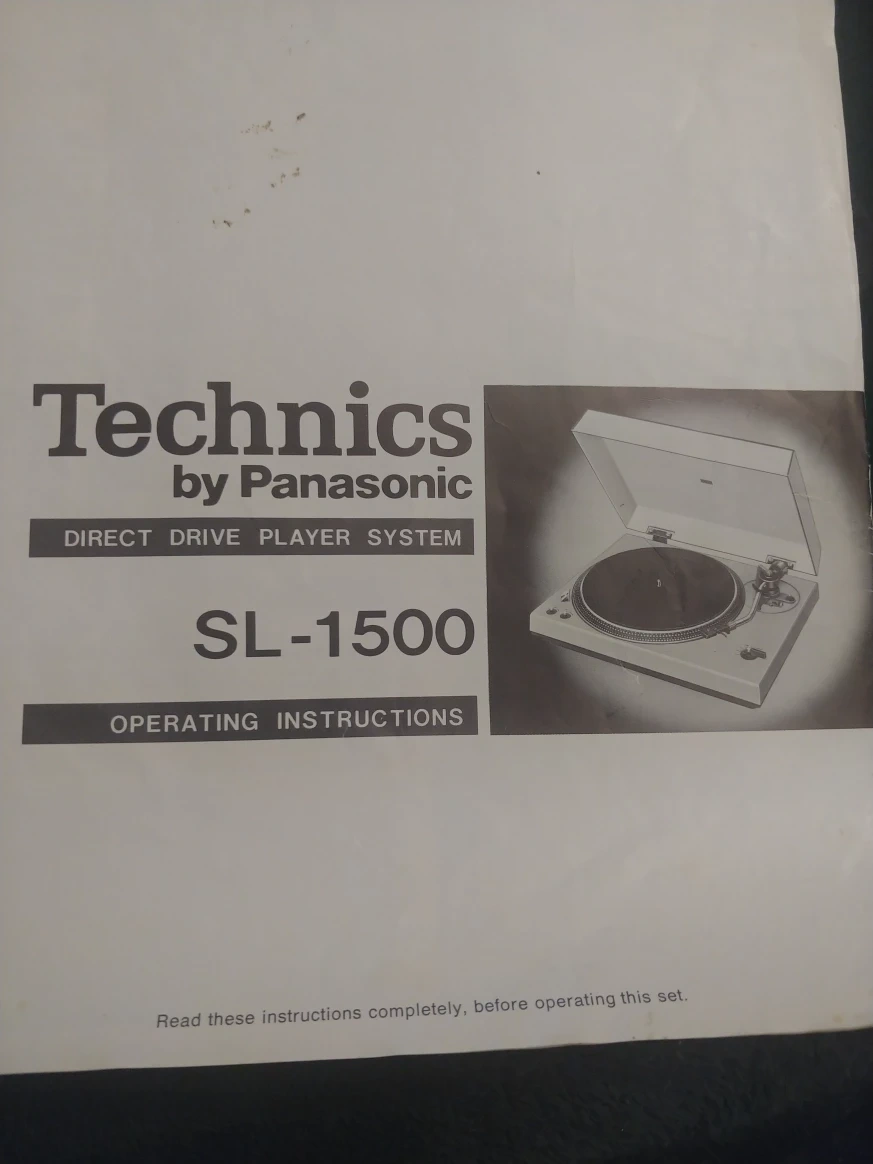 Technics
by Panasonic
DIRECT DRIVE PLAYER SYSTEM
SL-1500
OPERATING INSTRUCTIONS
Read these instructions completely, before operating this set.